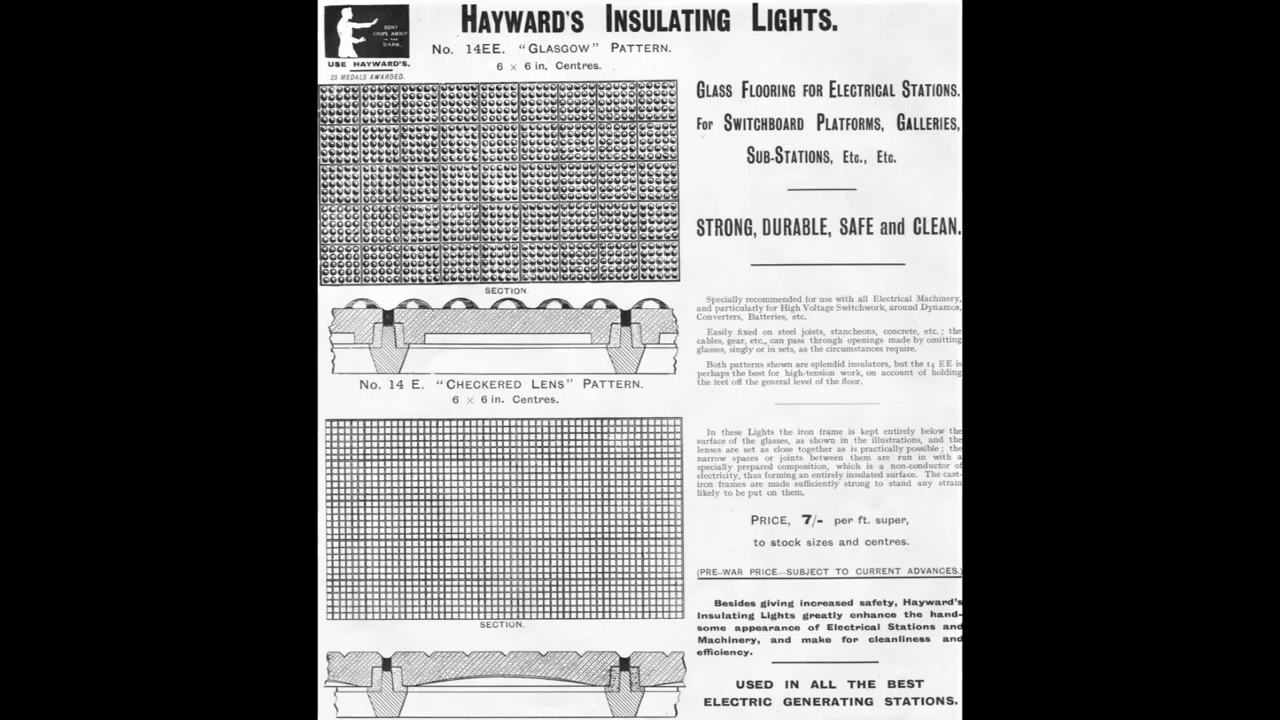 HAYWARD'S INSULATING LIGHTS.
DON'T
GROPE ABOUT
IN THE
DARK.
USE HAYWARD'S.
23 MEDALS AWARDED.
No. 14EE. "GLASGOW" PATTERN.
6 × 6 in. Centres.
SECTION.
No. 14 E. "CHECKERED LENS" PATTERN.
6 × 6 in. Centres.
SECTION.
GLASS FLOORING FOR ELECTRICAL STATIONS.
For SWITCHBOARD PLATFORMS, GALLERIES,
SUB-STATIONS, Etc., Etc.
STRONG, DURABLE, SAFE and CLEAN.
Specially recommended for use with all Electrical Machinery,
and particularly for High Voltage Switchwork, around Dynamos,
Converters, Batteries, etc.
Easily fixed on steel joists, stancheons, concrete, etc.; the
cables, gear, etc., can pass through openings made by omitting
glasses, singly or in sets, as the circumstances require.
Both patterns shown are splendid insulators, but the 14 EE is
perhaps the best for high-tension work, on account of holding
the feet off the general level of the floor.
In these Lights the iron frame is kept entirely below the
surface of the glasses, as shown in the illustrations, and the
lenses are set as close together as is practically possible; the
narrow spaces or joints between them are run in with a
specially prepared composition, which is a non-conductor of
electricity, thus forming an entirely insulated surface. The cast-
iron frames are made sufficiently strong to stand any strain
likely to be put on them.
PRICE, 7/- per ft. super,
to stock sizes and centres.
(PRE-WAR PRICE—SUBJECT TO CURRENT ADVANCES.)
Besides giving increased safety, Hayward's
Insulating Lights greatly enhance the hand-
some appearance of Electrical Stations and
Machinery, and make for cleanliness and
efficiency.
USED IN ALL THE BEST
ELECTRIC GENERATING STATIONS.